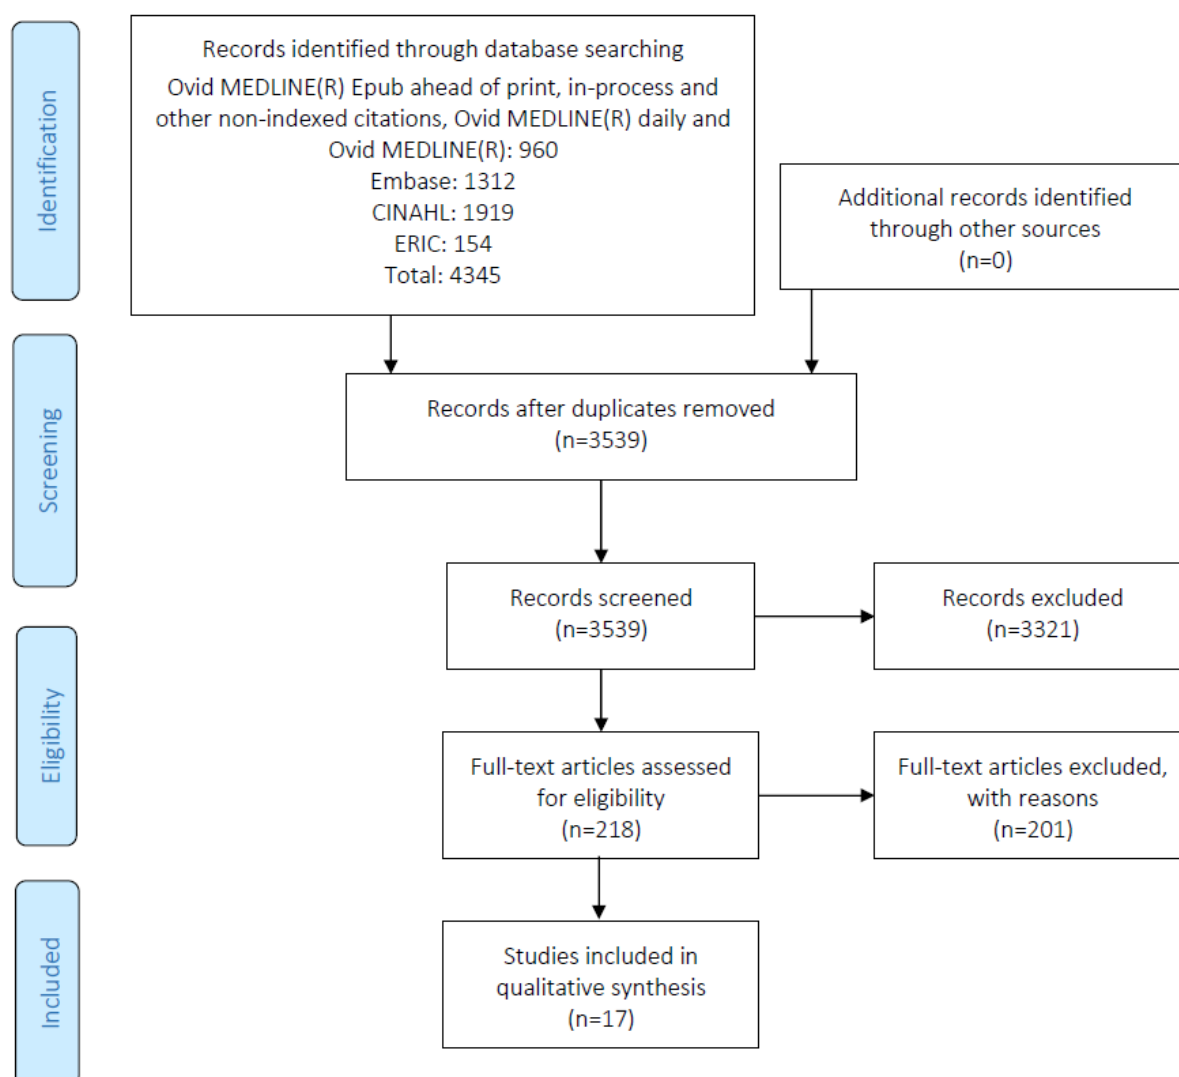 Identification
Records identified through database searching
Ovid MEDLINE(R) Epub ahead of print, in-process and
other non-indexed citations, Ovid MEDLINE(R) daily and
Ovid MEDLINE(R): 960
Embase: 1312
CINAHL: 1919
ERIC: 154
Total: 4345
Additional records identified
through other sources
(n=0)
Screening
Records after duplicates removed
(n=3539)
Records screened
(n=3539)
Records excluded
(n=3321)
Eligibility
Full-text articles assessed
for eligibility
(n=218)
Full-text articles excluded,
with reasons
(n=201)
Included
Studies included in
qualitative synthesis
(n=17)